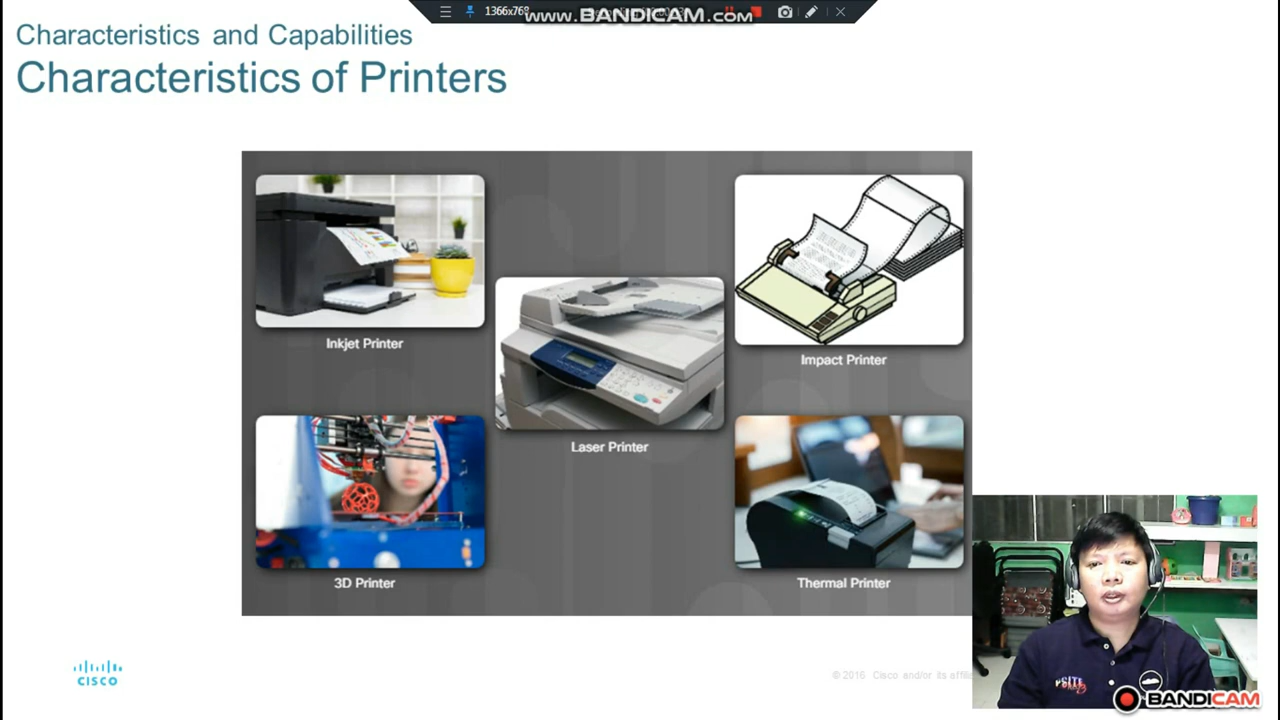 1366x768
www.BANDICAM.com
Characteristics and Capabilities
Characteristics of Printers
Inkjet Printer
Impact Printer
Laser Printer
3D Printer
Thermal Printer
CISCO
© 2016 Cisco and/or its
BANDICAM